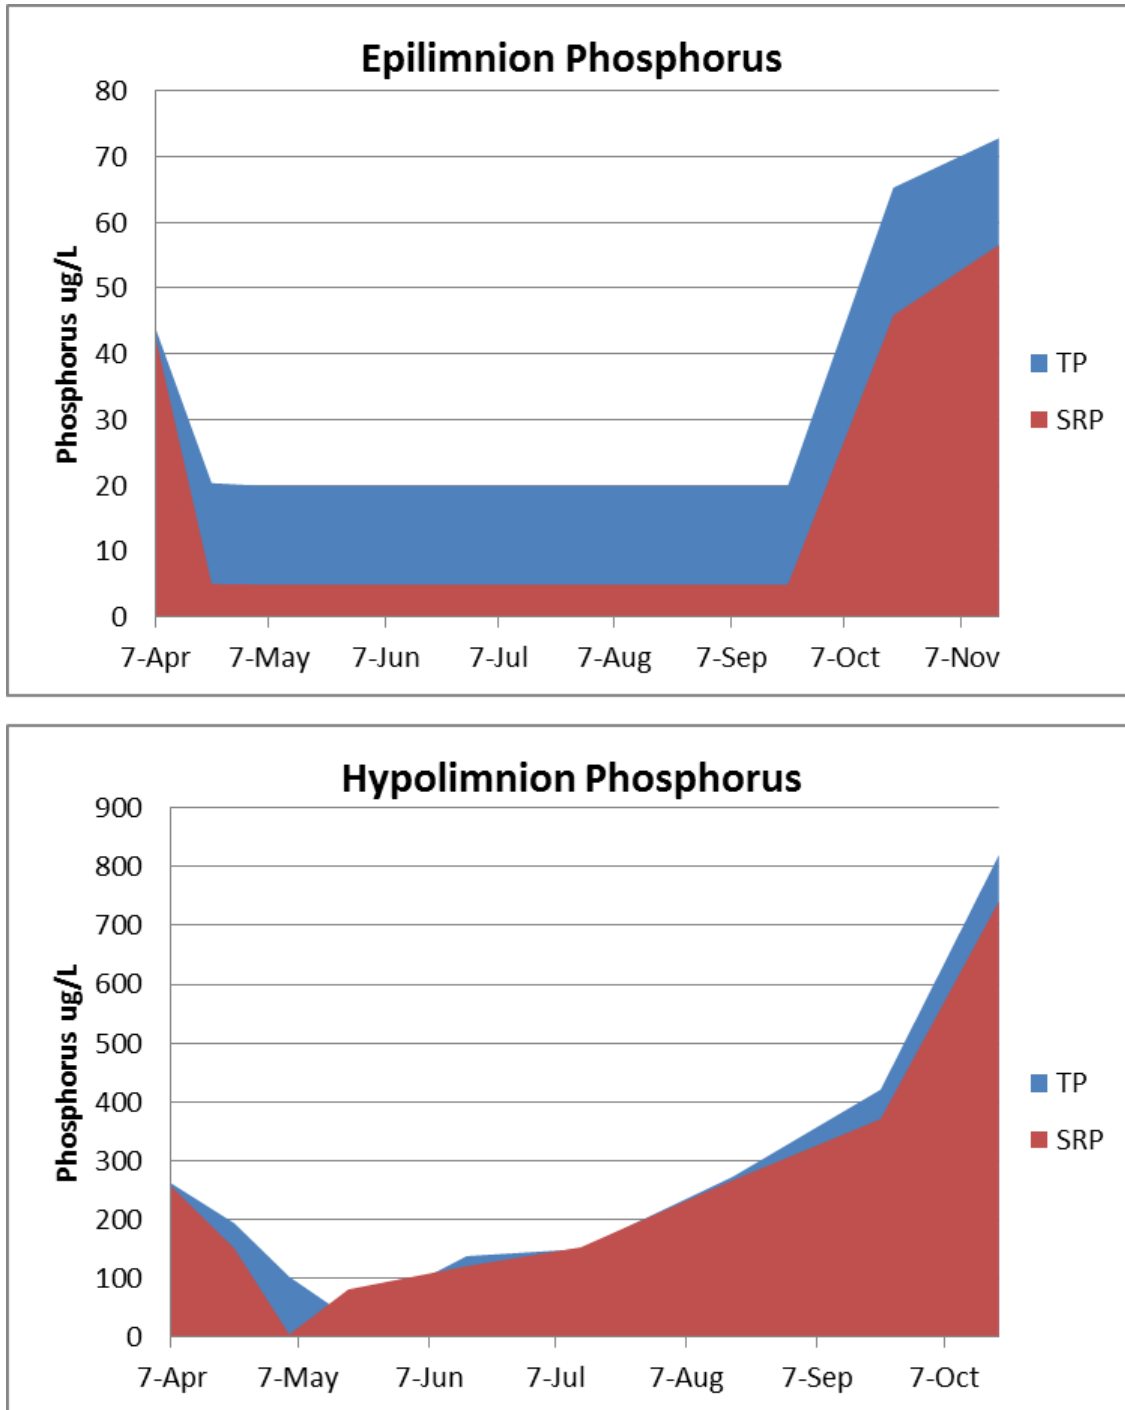 Epilimnion Phosphorus
80
70
60
50
40
30
20
10
0
Phosphorus ug/L
7-Apr 7-May 7-Jun 7-Jul 7-Aug 7-Sep 7-Oct 7-Nov
TP
SRP
Hypolimnion Phosphorus
900
800
700
600
500
400
300
200
100
0
Phosphorus ug/L
7-Apr 7-May 7-Jun 7-Jul 7-Aug 7-Sep 7-Oct
TP
SRP